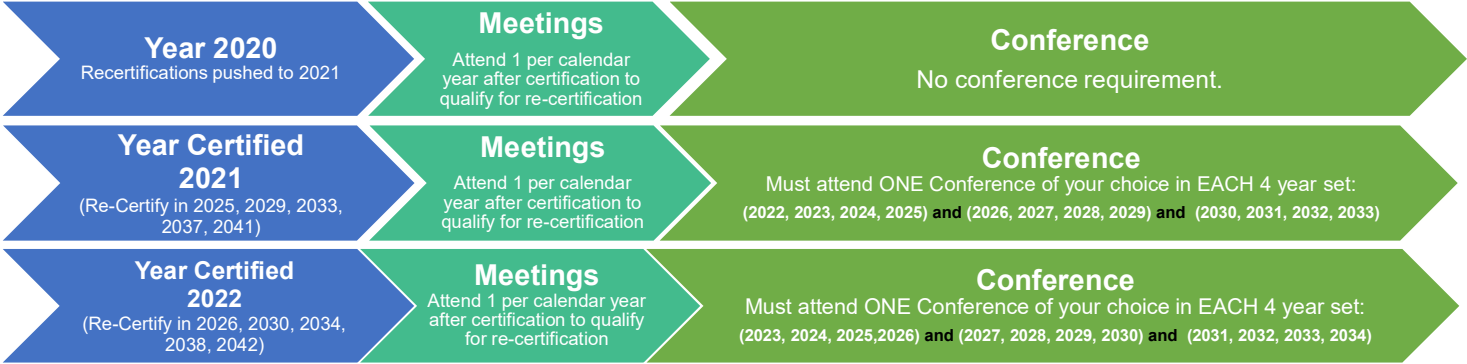 Year 2020
Recertifications pushed to 2021
Meetings
Attend 1 per calendar
year after certification to
qualify for re-certification
Conference
No conference requirement.
Year Certified
2021
(Re-Certify in 2025, 2029, 2033,
2037, 2041)
Meetings
Attend 1 per calendar
year after certification to
qualify for re-certification
Conference
Must attend ONE Conference of your choice in EACH 4 year set:
(2022, 2023, 2024, 2025) and (2026, 2027, 2028, 2029) and (2030, 2031, 2032, 2033)
Year Certified
2022
(Re-Certify in 2026, 2030, 2034,
2038, 2042)
Meetings
Attend 1 per calendar year
after certification to qualify
for re-certification
Conference
Must attend ONE Conference of your choice in EACH 4 year set:
(2023, 2024, 2025,2026) and (2027, 2028, 2029, 2030) and (2031, 2032, 2033, 2034)